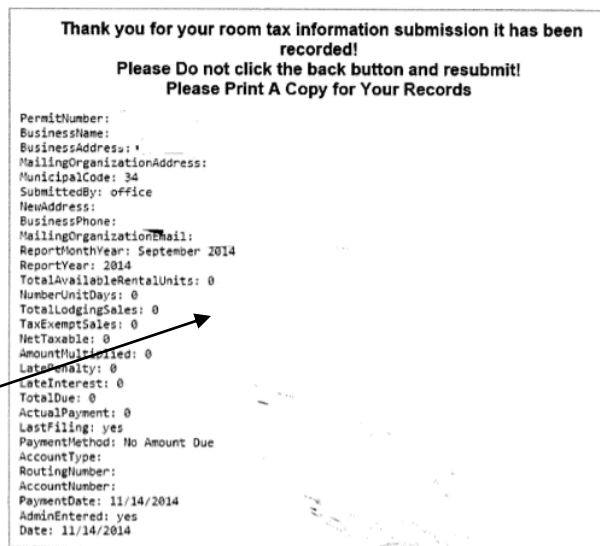 Thank you for your room tax information submission it has been
recorded!
Please Do not click the back button and resubmit!
Please Print A Copy for Your Records
PermitNumber:
BusinessName:
BusinessAddress:
MailingOrganizationAddress:
MunicipalCode: 34
SubmittedBy: office
NewAddress:
BusinessPhone:
MailingOrganizationEmail:
ReportMonthYear: September 2014
ReportYear: 2014
TotalAvailableRentalUnits: 0
NumberUnitDays: 0
TotalLodgingSales: 0
TaxExemptSales: 0
NetTaxable: 0
AmountMultiplied: 0
LatePenalty: 0
LateInterest: 0
TotalDue: 0
ActualPayment: 0
LastFiling: yes
PaymentMethod: No Amount Due
AccountType:
RoutingNumber:
AccountNumber:
PaymentDate: 11/14/2014
AdminEntered: yes
Date: 11/14/2014